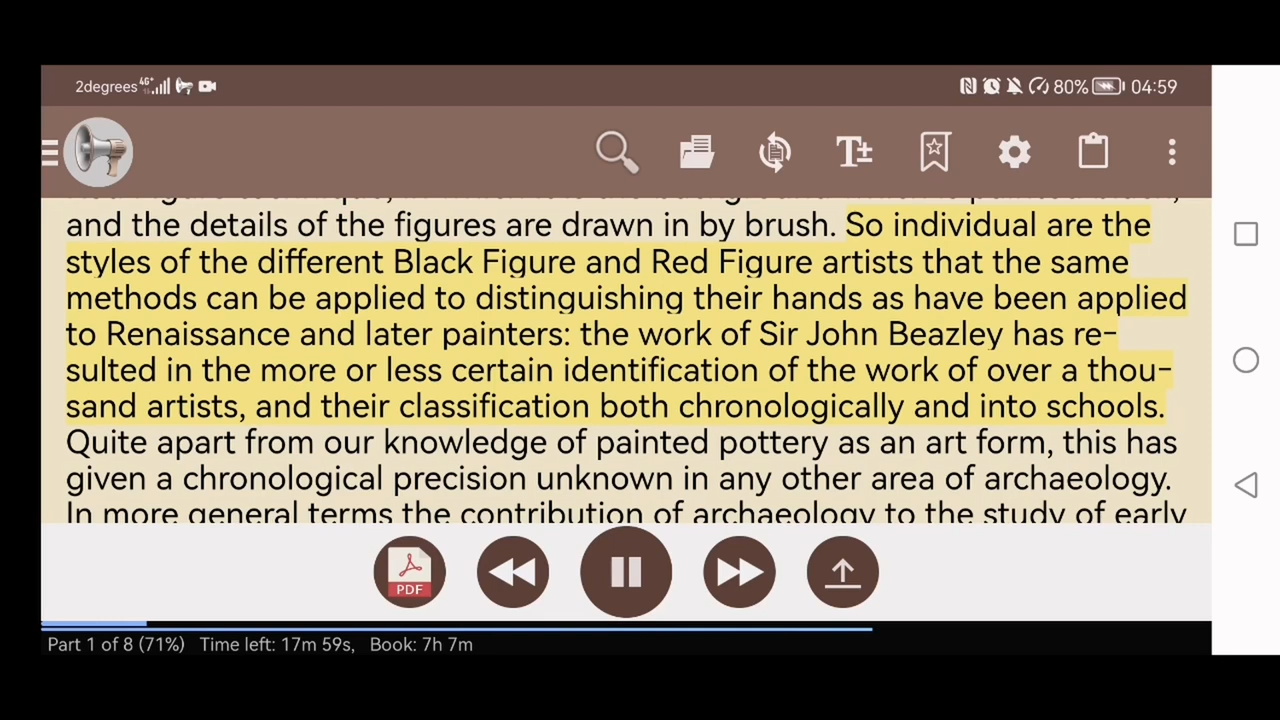 2degrees 4G+ 80% 04:59
and the details of the figures are drawn in by brush. So individual are the
styles of the different Black Figure and Red Figure artists that the same
methods can be applied to distinguishing their hands as have been applied
to Renaissance and later painters: the work of Sir John Beazley has re-
sulted in the more or less certain identification of the work of over a thou-
sand artists, and their classification both chronologically and into schools.
Quite apart from our knowledge of painted pottery as an art form, this has
given a chronological precision unknown in any other area of archaeology.
In more general terms the contribution of archaeology to the study of early
PDF
Part 1 of 8 (71%) Time left: 17m 59s, Book: 7h 7m